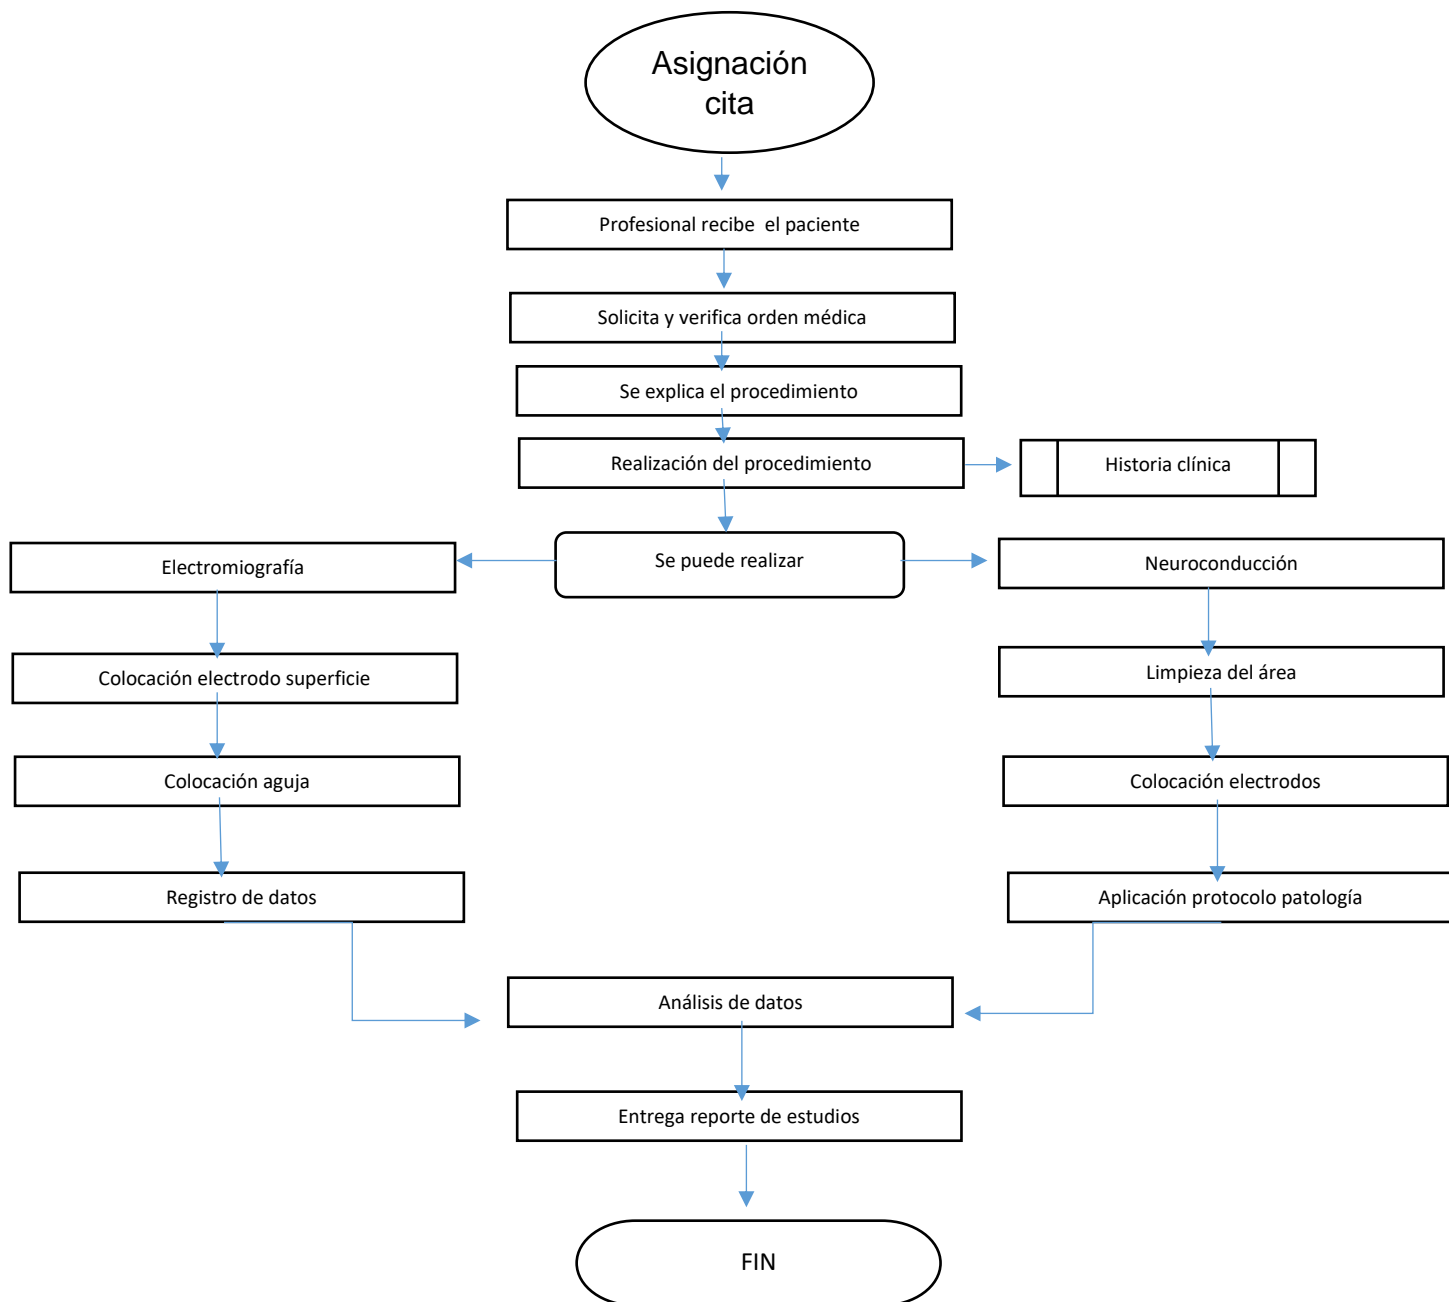 Asignación
cita
Profesional recibe  el paciente
Solicita y verifica orden médica
Se explica el procedimiento
Realización del procedimiento
Historia clínica
Se puede realizar
Electromiografía
Neuroconducción
Colocación electrodo superficie
Limpieza del área
Colocación aguja
Colocación electrodos
Registro de datos
Aplicación protocolo patología
Análisis de datos
Entrega reporte de estudios
FIN